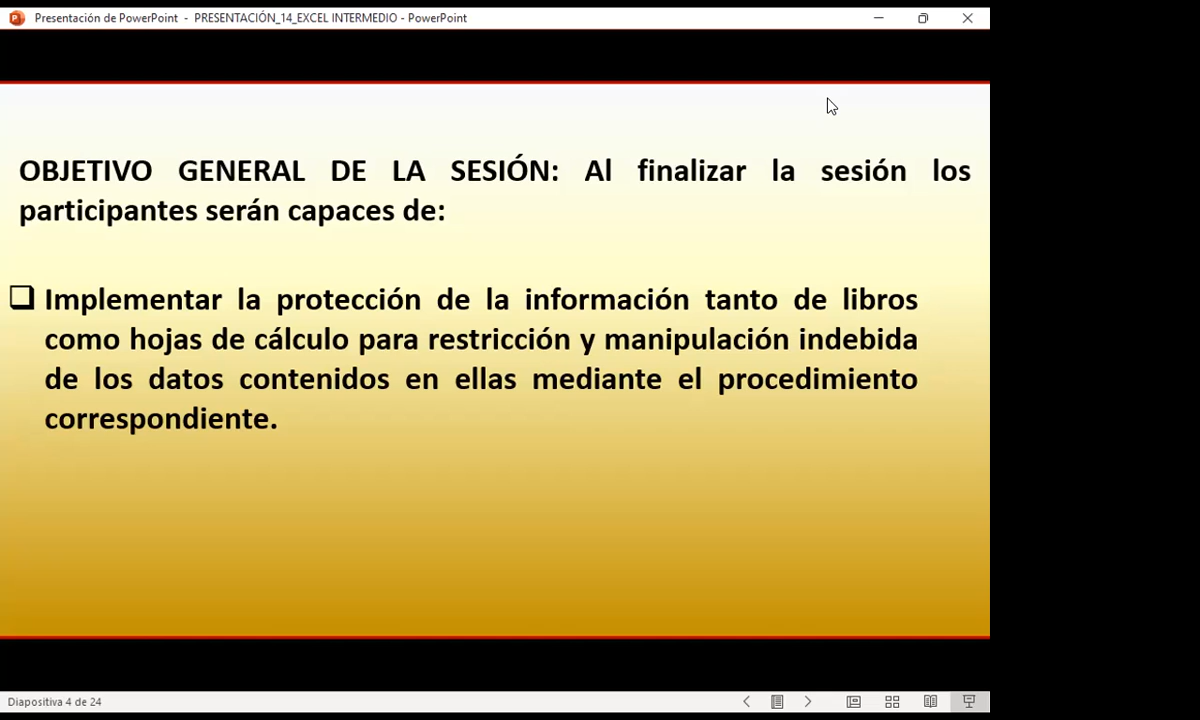 Presentación de PowerPoint - PRESENTACIÓN_14_EXCEL INTERMEDIO - PowerPoint
OBJETIVO GENERAL DE LA SESIÓN: Al finalizar la sesión los
participantes serán capaces de:
Implementar la protección de la información tanto de libros
como hojas de cálculo para restricción y manipulación indebida
de los datos contenidos en ellas mediante el procedimiento
correspondiente.
Diapositiva 4 de 24